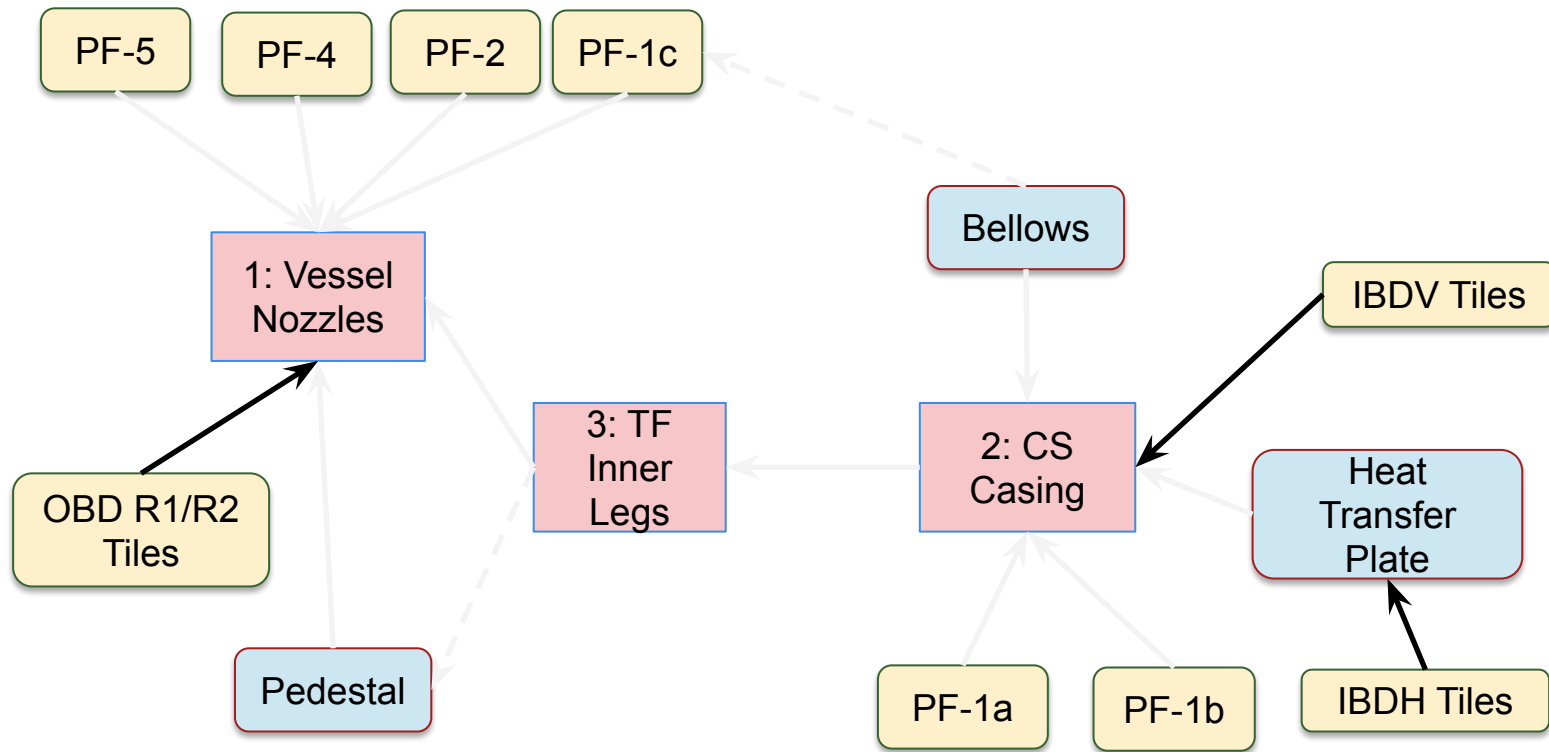 PF-5
PF-4
PF-2
PF-1c
Bellows
1: Vessel
Nozzles
IBDV Tiles
3: TF
Inner
Legs
2: CS
Casing
Heat
Transfer
Plate
OBD R1/R2
Tiles
Pedestal
PF-1a
PF-1b
IBDH Tiles